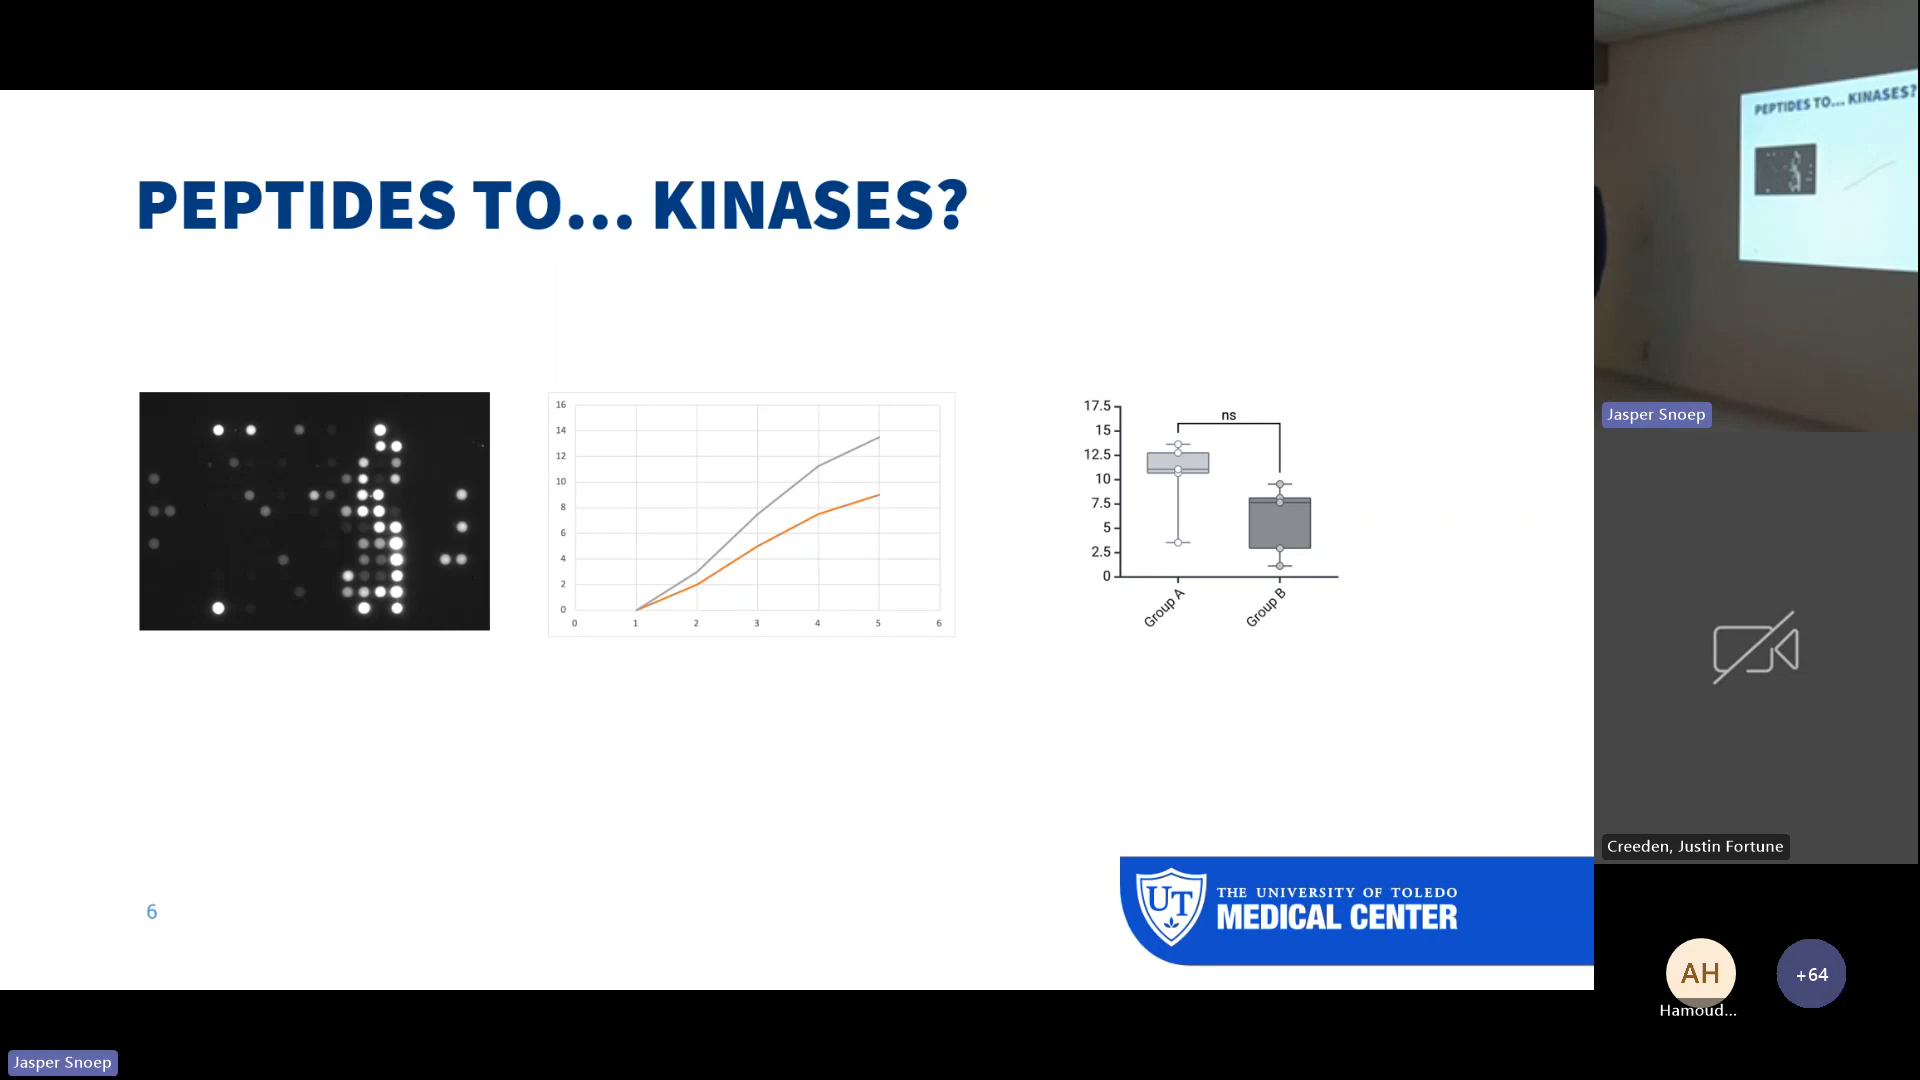 PEPTIDES TO... KINASES?
16
14
12
10
8
6
4
2
0
0 1 2 3 4 5 6
17.5
15
12.5
10
7.5
5
2.5
0
ns
Group A
Group B
6
UT
THE UNIVERSITY OF TOLEDO
MEDICAL CENTER
Jasper Snoep
PEPTIDES TO... KINASES?
Jasper Snoep
Creeden, Justin Fortune
AH
Hamoud...
+64